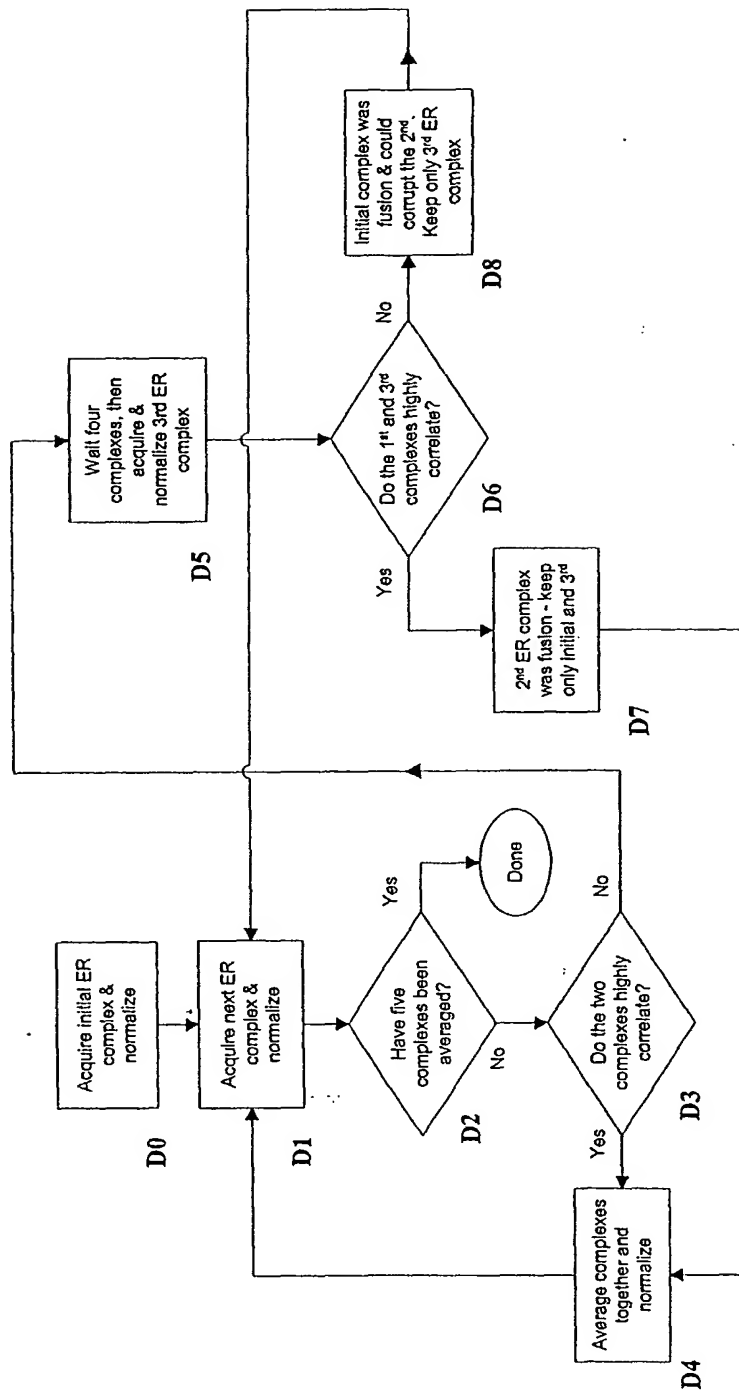 Acquire initial ER
complex &
normalize
D0
Acquire next ER
complex &
normalize
D1
Have five
complexes been
averaged?
D2
Yes
Done
No
Do the two
complexes highly
correlate?
D3
Yes
No
Average complexes
together and
normalize
D4
Wait four
complexes, then
acquire &
normalize 3rd ER
complex
D5
Do the 1st and 3rd
complexes highly
correlate?
D6
Yes
No
2nd ER complex
was fusion - keep
only initial and 3rd
D7
Initial complex was
fusion & could
corrupt the 2nd.
Keep only 3rd ER
complex
D8